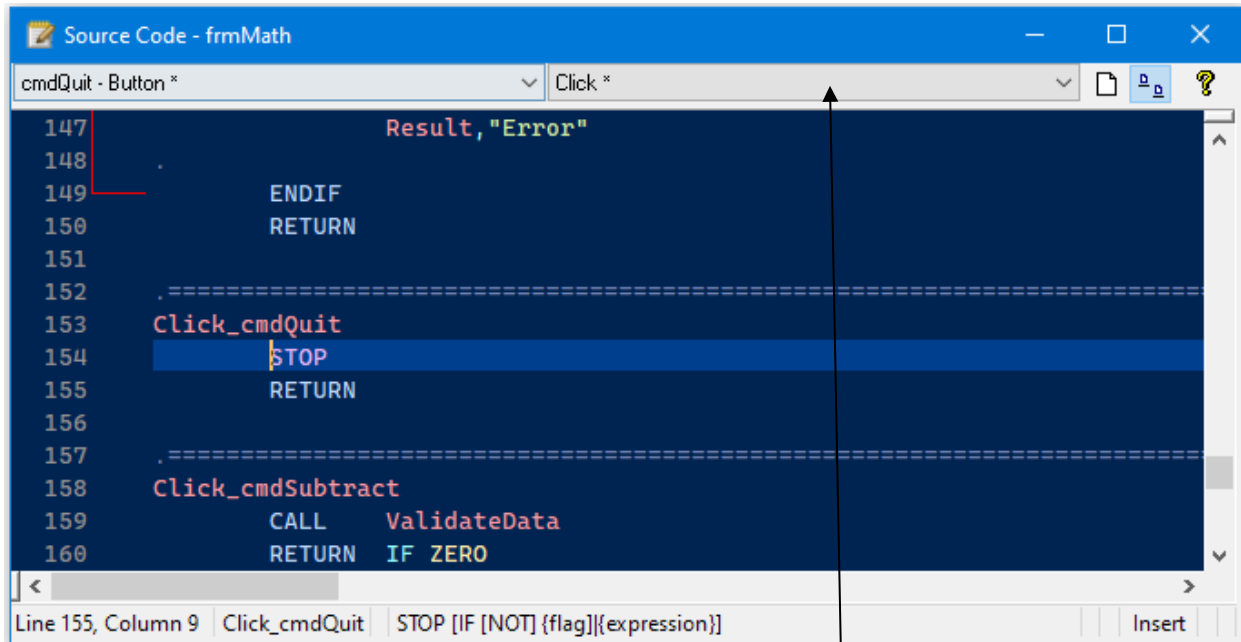 Source Code - frmMath
cmdQuit - Button * Click *
147 Result,"Error"
148 .
149 ENDIF
150 RETURN
151
152 .========================================================================
153 Click_cmdQuit
154 STOP
155 RETURN
156
157 .========================================================================
158 Click_cmdSubtract
159 CALL ValidateData
160 RETURN IF ZERO
Line 155, Column 9 Click_cmdQuit STOP [IF [NOT] {flag]|{expression}] Insert